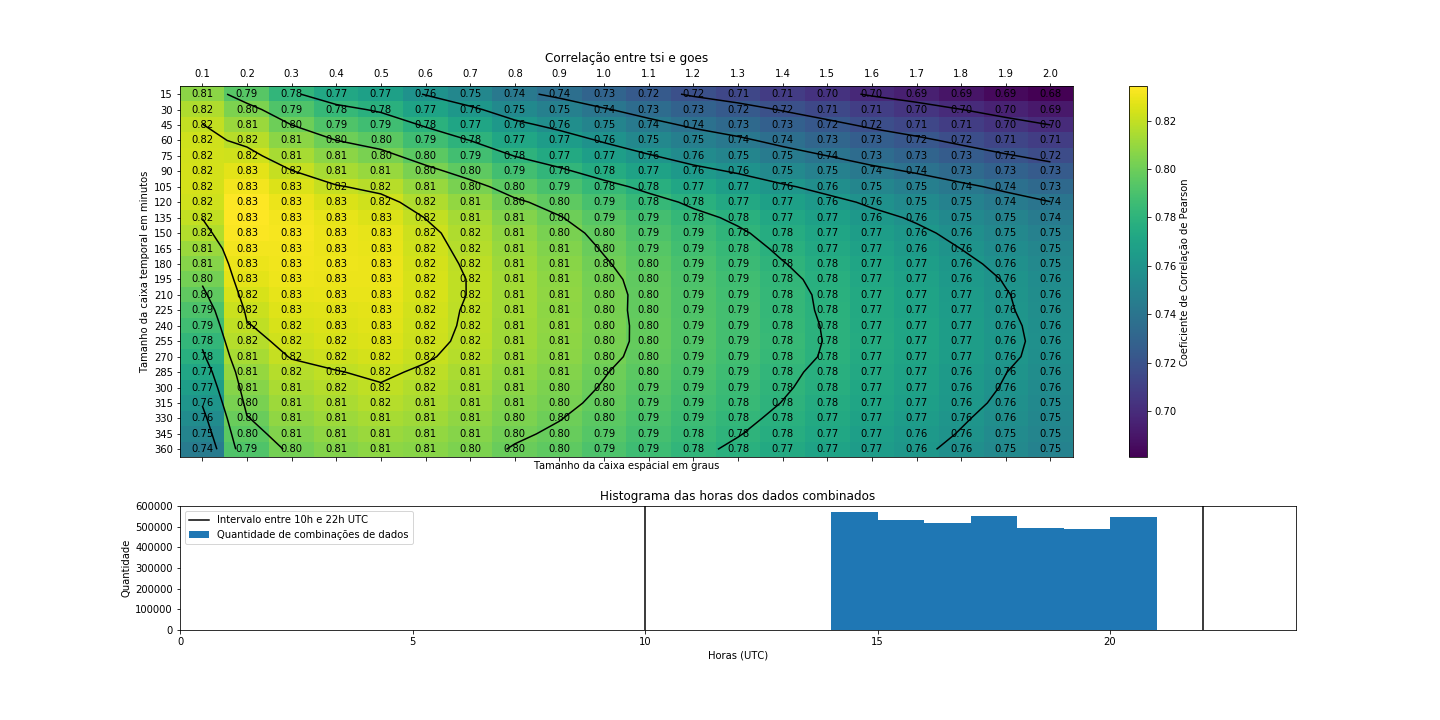 Correlação entre tsi e goes
0.1 0.2 0.3 0.4 0.5 0.6 0.7 0.8 0.9 1.0 1.1 1.2 1.3 1.4 1.5 1.6 1.7 1.8 1.9 2.0
15 0.81 0.79 0.78 0.77 0.77 0.76 0.75 0.74 0.74 0.73 0.72 0.72 0.71 0.71 0.70 0.70 0.69 0.69 0.69 0.68
30 0.82 0.80 0.79 0.78 0.78 0.77 0.76 0.75 0.75 0.74 0.73 0.73 0.72 0.72 0.71 0.71 0.70 0.70 0.70 0.69
45 0.82 0.81 0.80 0.79 0.79 0.78 0.77 0.76 0.75 0.75 0.74 0.74 0.73 0.73 0.72 0.72 0.71 0.71 0.70 0.70
60 0.82 0.82 0.81 0.80 0.80 0.79 0.78 0.77 0.77 0.76 0.75 0.75 0.74 0.74 0.73 0.73 0.72 0.72 0.71 0.71
75 0.82 0.82 0.81 0.81 0.80 0.80 0.79 0.78 0.77 0.77 0.76 0.76 0.75 0.75 0.74 0.73 0.73 0.73 0.72 0.72
90 0.82 0.83 0.82 0.81 0.81 0.80 0.80 0.79 0.78 0.78 0.77 0.76 0.76 0.75 0.75 0.74 0.74 0.73 0.73 0.73
105 0.82 0.83 0.83 0.82 0.82 0.81 0.80 0.80 0.79 0.78 0.78 0.77 0.77 0.76 0.76 0.75 0.75 0.74 0.74 0.73
120 0.82 0.83 0.83 0.83 0.82 0.82 0.81 0.80 0.80 0.79 0.78 0.78 0.77 0.77 0.76 0.76 0.75 0.75 0.74 0.74
135 0.82 0.83 0.83 0.83 0.83 0.82 0.81 0.81 0.80 0.79 0.79 0.78 0.78 0.77 0.77 0.76 0.76 0.75 0.75 0.74
150 0.82 0.83 0.83 0.83 0.83 0.82 0.82 0.81 0.80 0.80 0.79 0.79 0.78 0.77 0.77 0.77 0.76 0.76 0.75 0.75
165 0.81 0.83 0.83 0.83 0.83 0.82 0.82 0.81 0.81 0.80 0.79 0.79 0.78 0.78 0.77 0.77 0.76 0.76 0.76 0.75
180 0.81 0.83 0.83 0.83 0.83 0.82 0.82 0.81 0.81 0.80 0.80 0.79 0.79 0.78 0.78 0.77 0.77 0.76 0.76 0.75
195 0.80 0.83 0.83 0.83 0.83 0.82 0.82 0.81 0.81 0.80 0.80 0.79 0.79 0.78 0.78 0.77 0.77 0.76 0.76 0.76
210 0.80 0.82 0.83 0.83 0.83 0.82 0.82 0.81 0.81 0.80 0.80 0.79 0.79 0.78 0.78 0.77 0.77 0.77 0.76 0.76
225 0.79 0.82 0.83 0.83 0.83 0.82 0.82 0.81 0.81 0.80 0.80 0.79 0.79 0.78 0.78 0.77 0.77 0.77 0.76 0.76
240 0.79 0.82 0.82 0.83 0.83 0.82 0.82 0.81 0.81 0.80 0.80 0.79 0.79 0.78 0.78 0.77 0.77 0.77 0.76 0.76
255 0.78 0.82 0.82 0.82 0.83 0.82 0.82 0.81 0.81 0.80 0.80 0.79 0.79 0.78 0.78 0.77 0.77 0.77 0.76 0.76
270 0.78 0.81 0.82 0.82 0.82 0.82 0.81 0.81 0.81 0.80 0.80 0.79 0.79 0.78 0.78 0.77 0.77 0.77 0.76 0.76
285 0.77 0.81 0.82 0.82 0.82 0.82 0.81 0.81 0.81 0.80 0.79 0.79 0.79 0.78 0.78 0.77 0.77 0.76 0.76 0.76
300 0.77 0.81 0.81 0.82 0.82 0.82 0.81 0.81 0.80 0.80 0.79 0.79 0.79 0.78 0.78 0.77 0.77 0.76 0.76 0.76
315 0.76 0.80 0.81 0.81 0.82 0.81 0.81 0.81 0.80 0.80 0.79 0.79 0.78 0.78 0.78 0.77 0.77 0.76 0.76 0.75
330 0.76 0.80 0.81 0.81 0.81 0.81 0.81 0.80 0.80 0.80 0.79 0.79 0.78 0.78 0.77 0.77 0.77 0.76 0.76 0.75
345 0.75 0.80 0.81 0.81 0.81 0.81 0.81 0.80 0.80 0.79 0.79 0.78 0.78 0.78 0.77 0.77 0.76 0.76 0.75 0.75
360 0.74 0.79 0.80 0.81 0.81 0.81 0.80 0.80 0.80 0.79 0.79 0.78 0.78 0.78 0.77 0.77 0.76 0.76 0.75 0.75
Tamanho da caixa temporal em minutos
Tamanho da caixa espacial em graus
0.82
0.80
0.78
0.76
0.74
0.72
0.70
Coeficiente de Correlação de Pearson
Histograma das horas dos dados combinados
600000
500000
400000
300000
200000
100000
0
Quantidade
Intervalo entre 10h e 22h UTC
Quantidade de combinações de dados
0 5 10 15 20
Horas (UTC)